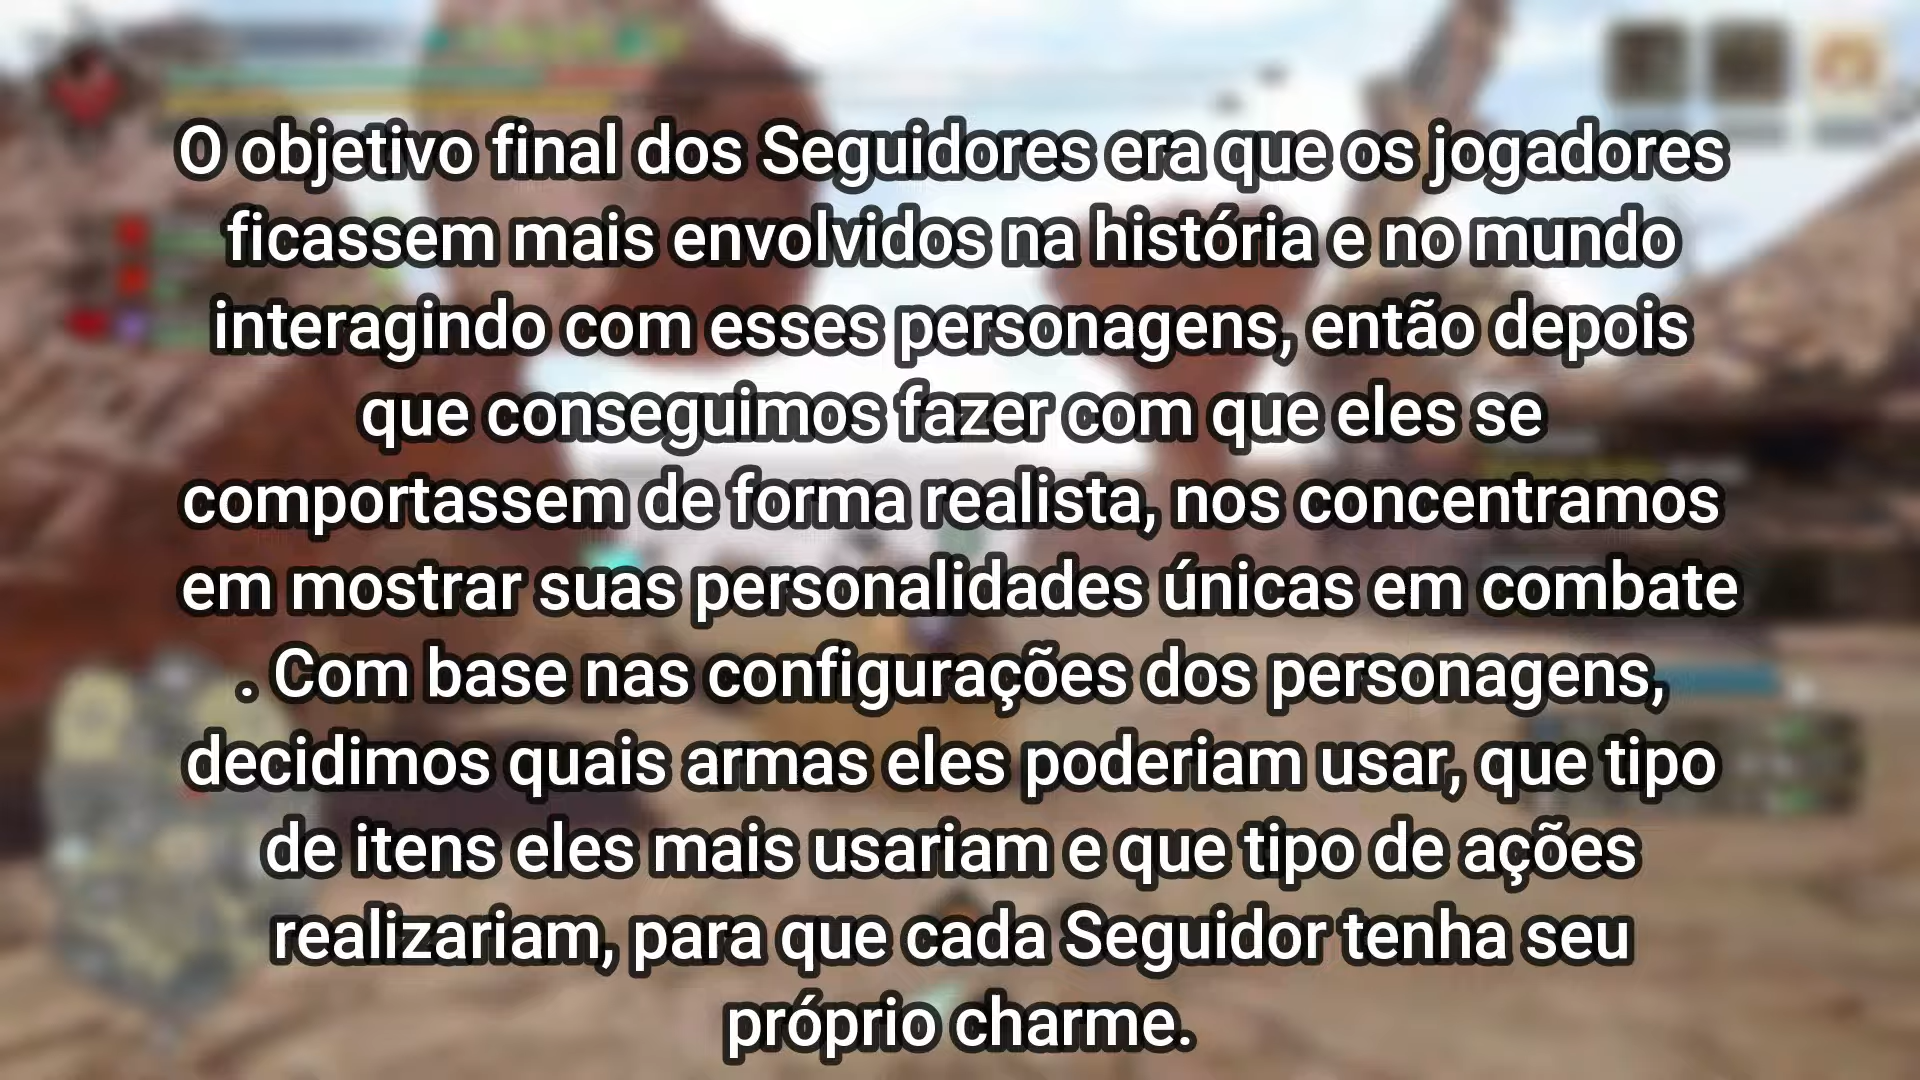 O objetivo final dos Seguidores era que os jogadores
ficassem mais envolvidos na história e no mundo
interagindo com esses personagens, então depois
que conseguimos fazer com que eles se
comportassem de forma realista, nos concentramos
em mostrar suas personalidades únicas em combate
. Com base nas configurações dos personagens,
decidimos quais armas eles poderiam usar, que tipo
de itens eles mais usariam e que tipo de ações
realizariam, para que cada Seguidor tenha seu
próprio charme.